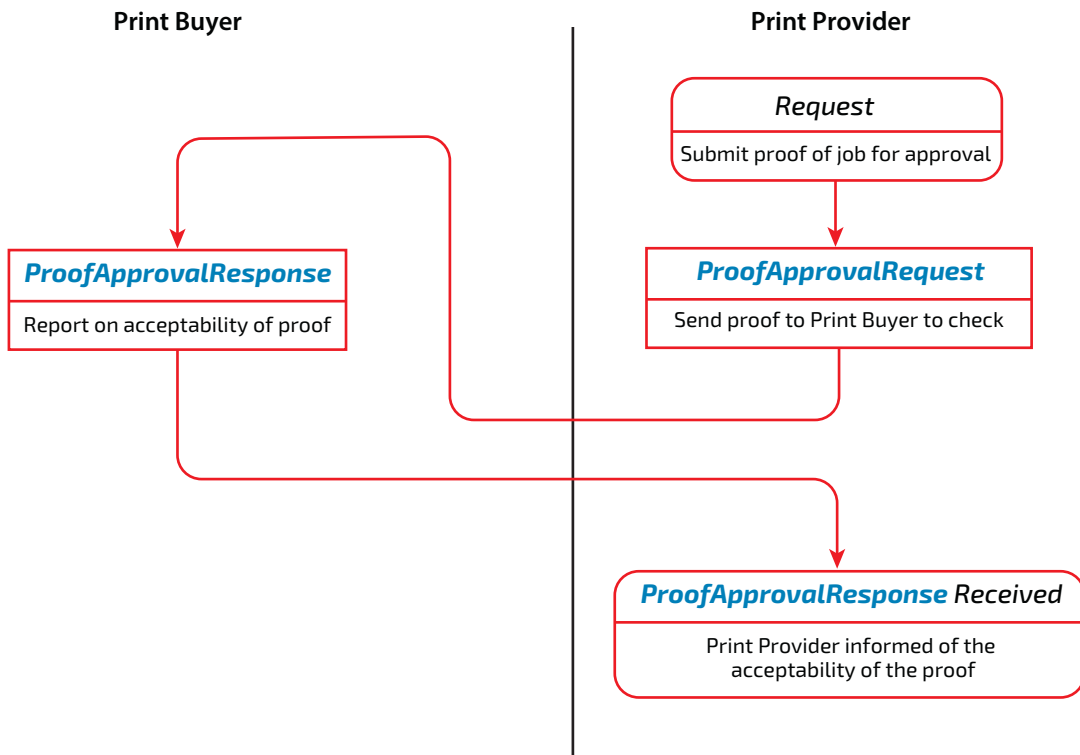 Print Buyer
Print Provider
Request
Submit proof of job for approval
ProofApprovalResponse
Report on acceptability of proof
ProofApprovalRequest
Send proof to Print Buyer to check
ProofApprovalResponse Received
Print Provider informed of the
acceptability of the proof